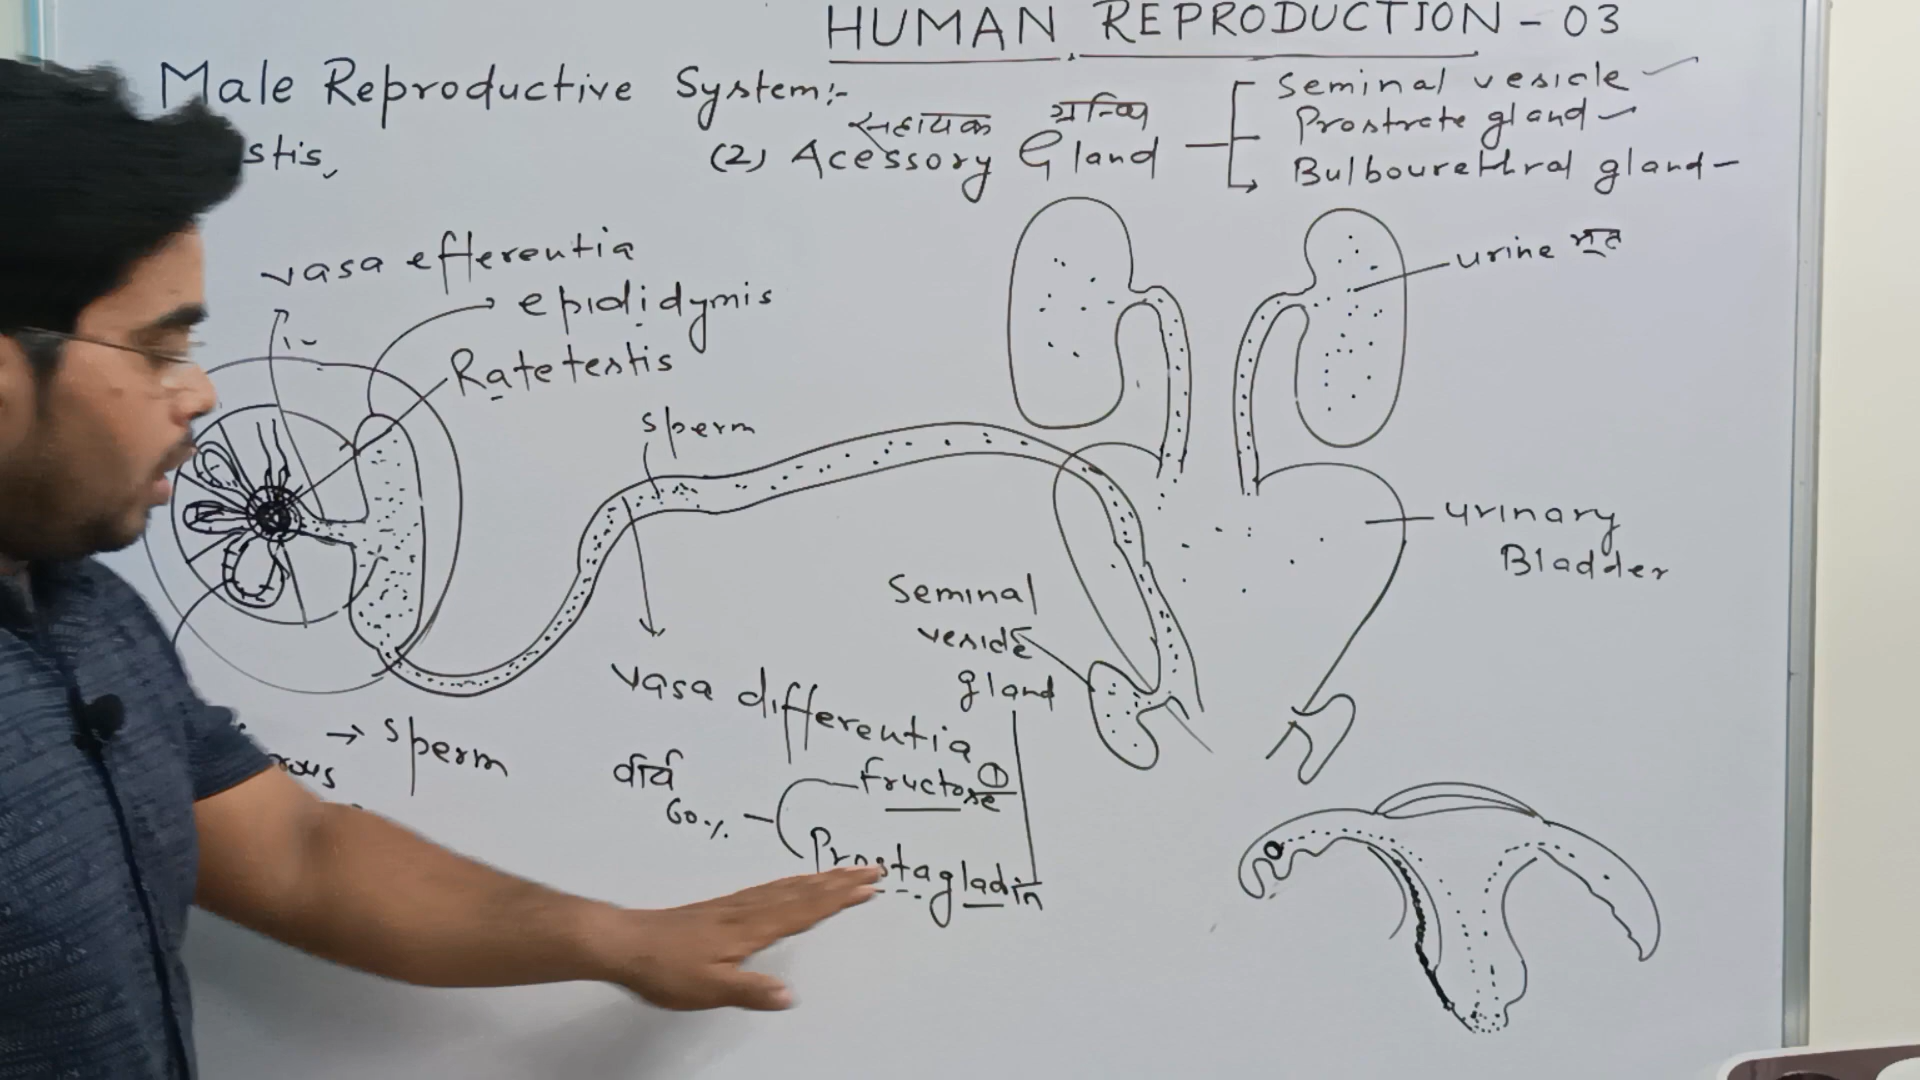 HUMAN REPRODUCTION - 03
Male Reproductive System:-
stis,
सहायक ग्रन्थि
(2) Acessory Gland
Seminal vesicle
Prostrate gland
Bulbourethral gland
vasa efferentia
epididymis
Ratetestis
sperm
urine मूत्र
urinary
Bladder
Seminal
vesicle
gland
vasa differentia
→ sperm
वीर्य
60% - fructose ①
Prostagladin